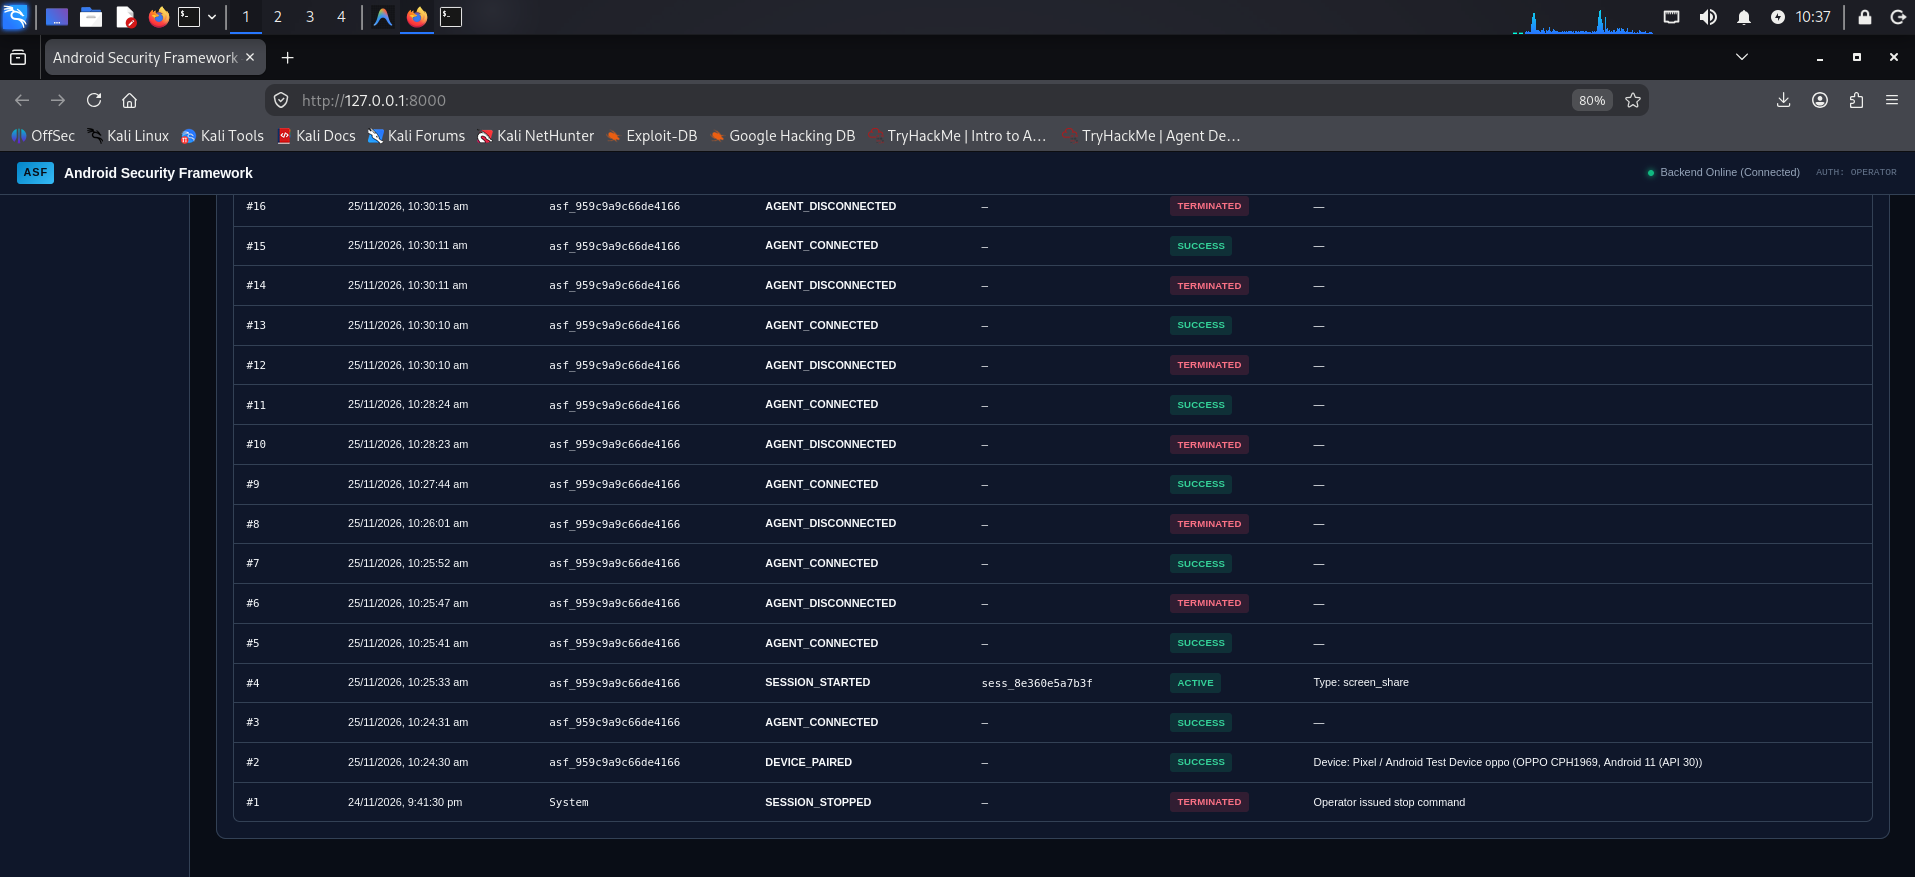 1 2 3 4 10:37
Android Security Framework
http://127.0.0.1:8000 80%
OffSec Kali Linux Kali Tools Kali Docs Kali Forums Kali NetHunter Exploit-DB Google Hacking DB TryHackMe | Intro to A… TryHackMe | Agent De…
ASF Android Security Framework Backend Online (Connected) AUTH: OPERATOR
#16 25/11/2026, 10:30:15 am asf_959c9a9c66de4166 AGENT_DISCONNECTED – TERMINATED —
#15 25/11/2026, 10:30:11 am asf_959c9a9c66de4166 AGENT_CONNECTED – SUCCESS —
#14 25/11/2026, 10:30:11 am asf_959c9a9c66de4166 AGENT_DISCONNECTED – TERMINATED —
#13 25/11/2026, 10:30:10 am asf_959c9a9c66de4166 AGENT_CONNECTED – SUCCESS —
#12 25/11/2026, 10:30:10 am asf_959c9a9c66de4166 AGENT_DISCONNECTED – TERMINATED —
#11 25/11/2026, 10:28:24 am asf_959c9a9c66de4166 AGENT_CONNECTED – SUCCESS —
#10 25/11/2026, 10:28:23 am asf_959c9a9c66de4166 AGENT_DISCONNECTED – TERMINATED —
#9 25/11/2026, 10:27:44 am asf_959c9a9c66de4166 AGENT_CONNECTED – SUCCESS —
#8 25/11/2026, 10:26:01 am asf_959c9a9c66de4166 AGENT_DISCONNECTED – TERMINATED —
#7 25/11/2026, 10:25:52 am asf_959c9a9c66de4166 AGENT_CONNECTED – SUCCESS —
#6 25/11/2026, 10:25:47 am asf_959c9a9c66de4166 AGENT_DISCONNECTED – TERMINATED —
#5 25/11/2026, 10:25:41 am asf_959c9a9c66de4166 AGENT_CONNECTED – SUCCESS —
#4 25/11/2026, 10:25:33 am asf_959c9a9c66de4166 SESSION_STARTED sess_8e360e5a7b3f ACTIVE Type: screen_share
#3 25/11/2026, 10:24:31 am asf_959c9a9c66de4166 AGENT_CONNECTED – SUCCESS —
#2 25/11/2026, 10:24:30 am asf_959c9a9c66de4166 DEVICE_PAIRED – SUCCESS Device: Pixel / Android Test Device oppo (OPPO CPH1969, Android 11 (API 30))
#1 24/11/2026, 9:41:30 pm System SESSION_STOPPED – TERMINATED Operator issued stop command